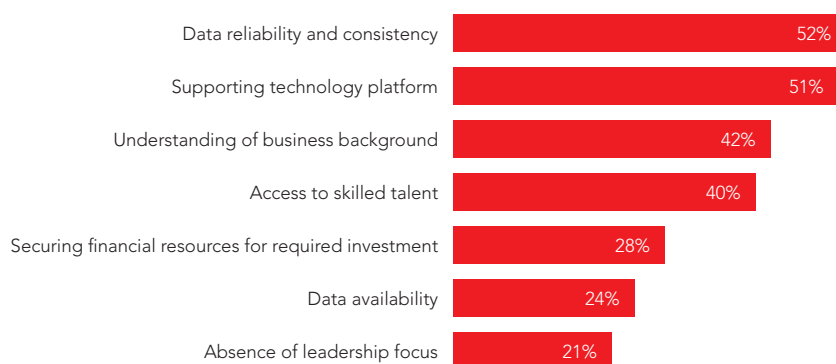 Data reliability and consistency 52%
Supporting technology platform 51%
Understanding of business background 42%
Access to skilled talent 40%
Securing financial resources for required investment 28%
Data availability 24%
Absence of leadership focus 21%